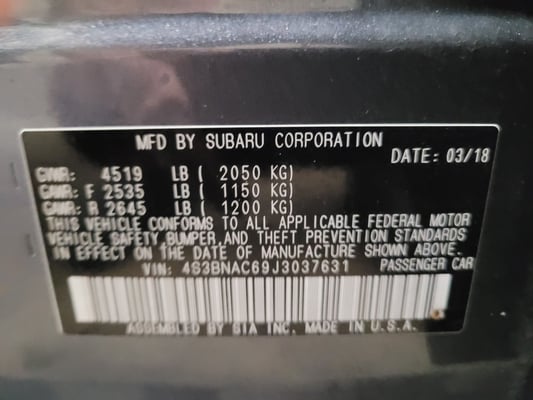 MFD BY SUBARU CORPORATION
DATE: 03/18
GVWR: 4519 LB ( 2050 KG)
GAWR: F 2535 LB ( 1150 KG)
GAWR: R 2645 LB ( 1200 KG)
THIS VEHICLE CONFORMS TO ALL APPLICABLE FEDERAL MOTOR
VEHICLE SAFETY,BUMPER,AND THEFT PREVENTION STANDARDS
IN EFFECT ON THE DATE OF MANUFACTURE SHOWN ABOVE.
VIN: 4S3BNAC69J3037631 PASSENGER CAR
ASSEMBLED BY SIA INC. MADE IN U.S.A.